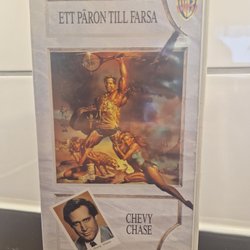 ETT PÄRON TILL FARSA
CHEVY
CHASE